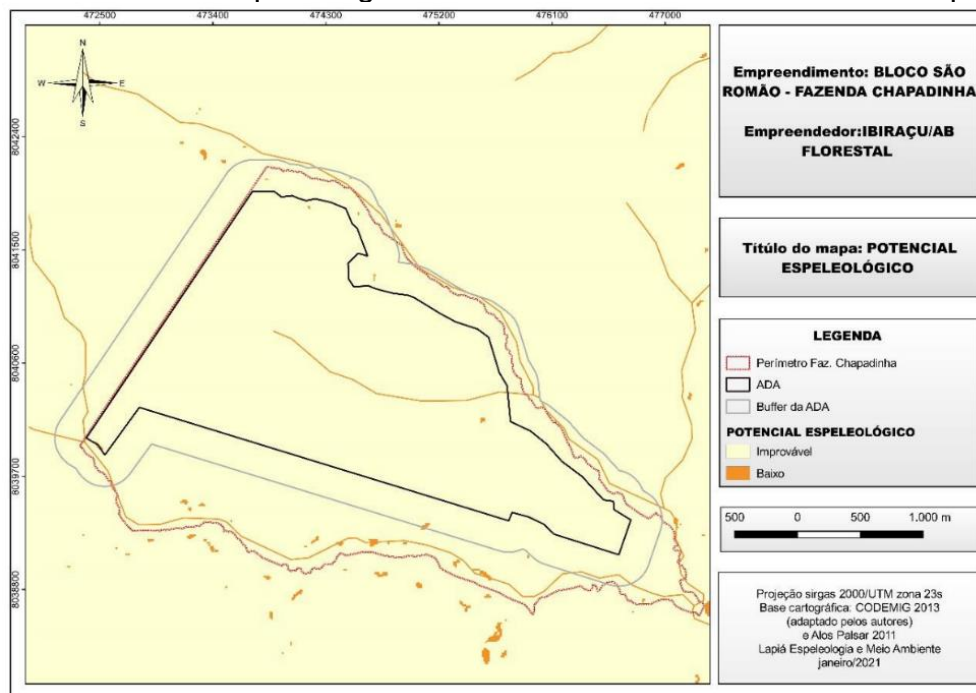 472500 473400 474300 475200 476100 477000
N
W E
S
8042400
8041500
8040600
8039700
8038800
Empreendimento: BLOCO SÃO
ROMÃO - FAZENDA CHAPADINHA
Empreendedor:IBIRAÇU/AB
FLORESTAL
Títúlo do mapa: POTENCIAL
ESPELEOLÓGICO
LEGENDA
Perímetro Faz. Chapadinha
ADA
Buffer da ADA
POTENCIAL ESPELEOLÓGICO
Improvável
Baixo
500 0 500 1.000 m
Projeção sirgas 2000/UTM zona 23s
Base cartográfica: CODEMIG 2013
(adaptado pelos autores)
e Alos Palsar 2011
Lapiá Espeleologia e Meio Ambiente
janeiro/2021